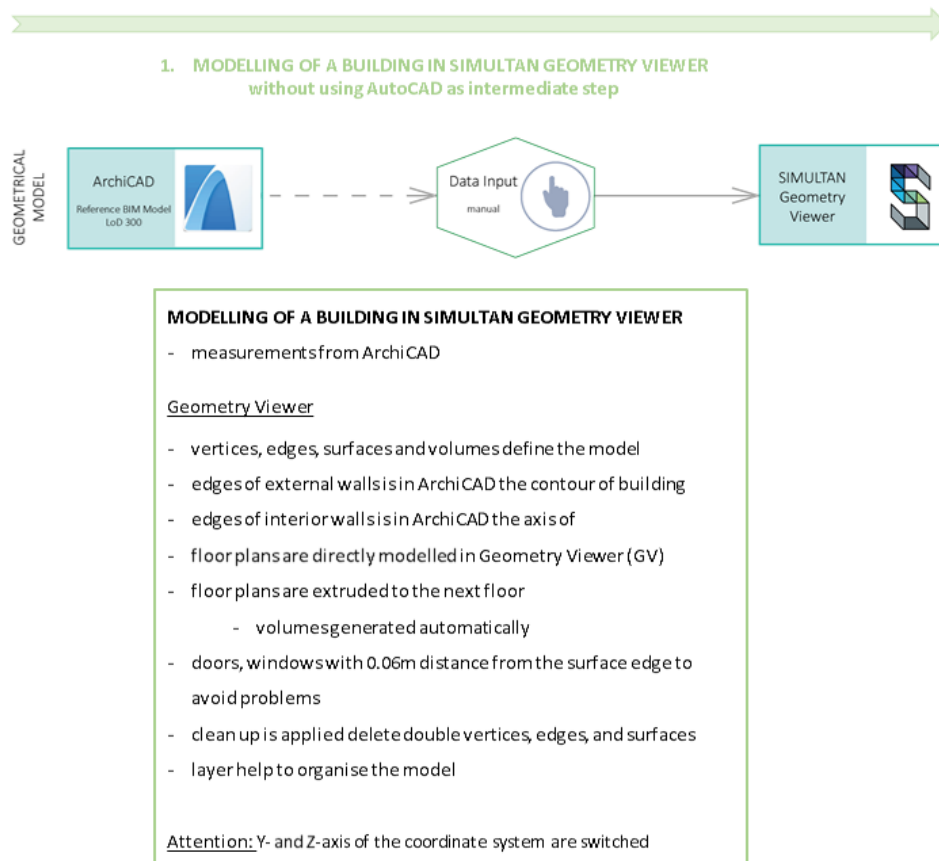 1. MODELLING OF A BUILDING IN SIMULTAN GEOMETRY VIEWER
without using AutoCAD as intermediate step
GEOMETRICAL
MODEL
ArchiCAD
Reference BIM Model
LoD 300
Data Input
manual
SIMULTAN
Geometry
Viewer
MODELLING OF A BUILDING IN SIMULTAN GEOMETRY VIEWER
- measurements from ArchiCAD
Geometry Viewer
- vertices, edges, surfaces and volumes define the model
- edges of external walls is in ArchiCAD the contour of building
- edges of interior walls is in ArchiCAD the axis of
- floor plans are directly modelled in Geometry Viewer (GV)
- floor plans are extruded to the next floor
- volumes generated automatically
- doors, windows with 0.06m distance from the surface edge to
avoid problems
- clean up is applied delete double vertices, edges, and surfaces
- layer help to organise the model
Attention: Y- and Z-axis of the coordinate system are switched